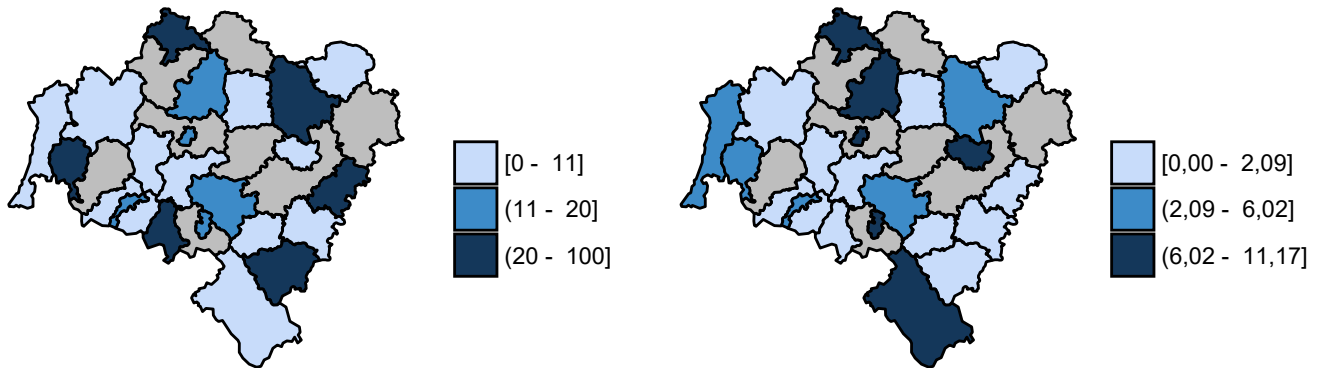 [0 - 11]
(11 - 20]
(20 - 100]
[0,00 - 2,09]
(2,09 - 6,02]
(6,02 - 11,17]